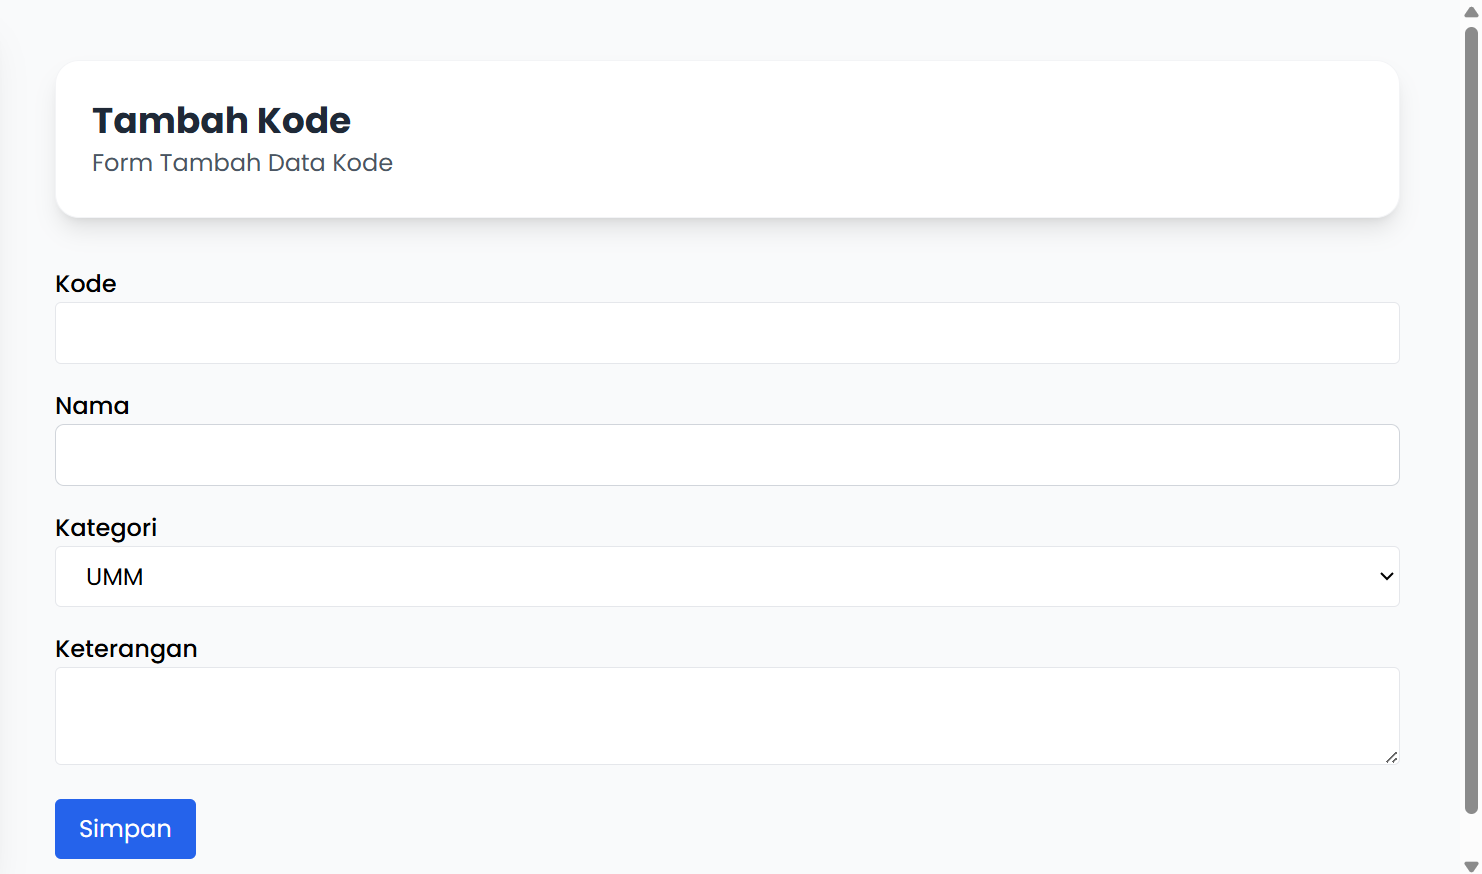 Tambah Kode
Form Tambah Data Kode
Kode
Nama
Kategori
UMM
Keterangan
Simpan